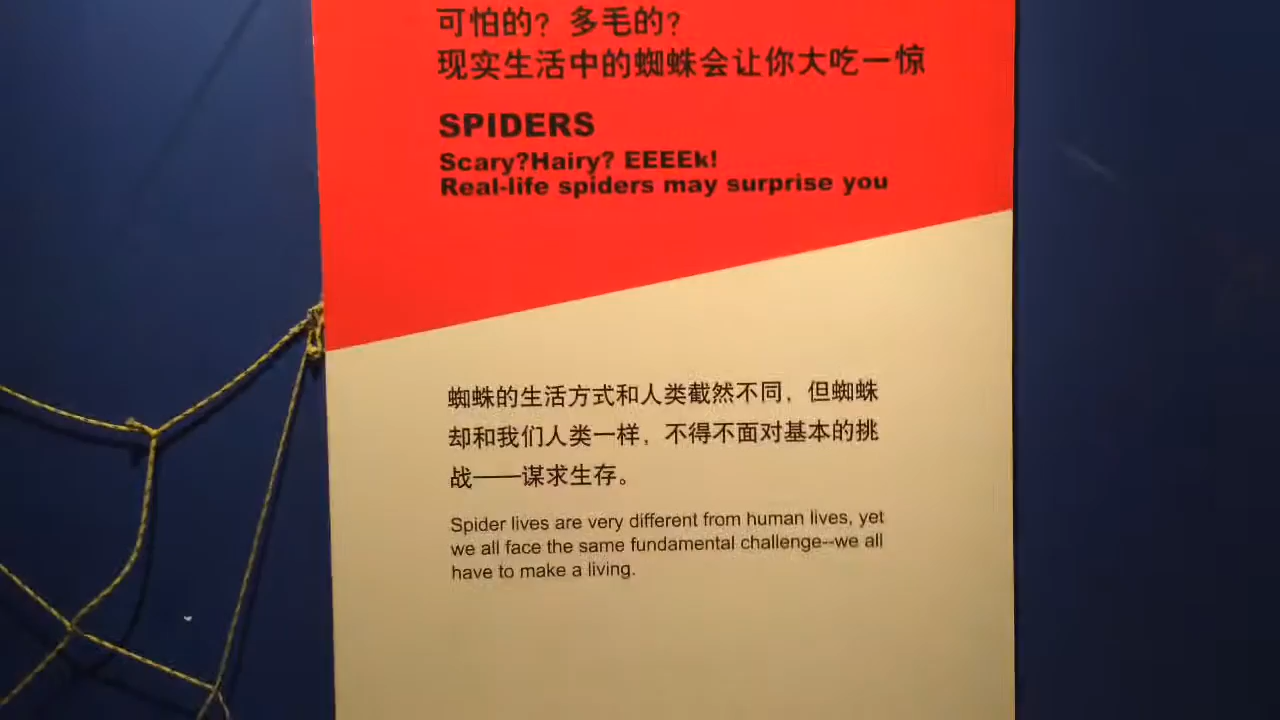 可怕的？多毛的？
现实生活中的蜘蛛会让你大吃一惊
SPIDERS
Scary?Hairy? EEEEk!
Real-life spiders may surprise you
蜘蛛的生活方式和人类截然不同，但蜘蛛
却和我们人类一样，不得不面对基本的挑
战——谋求生存。
Spider lives are very different from human lives, yet
we all face the same fundamental challenge--we all
have to make a living.